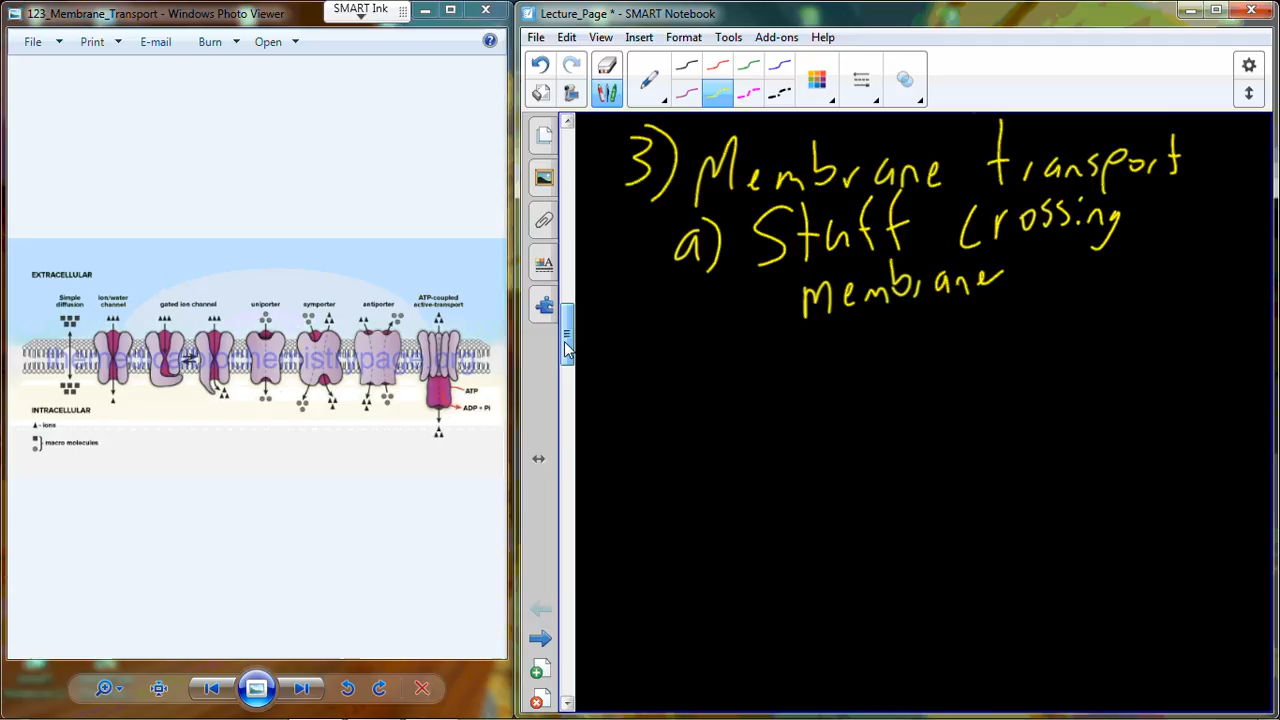 123_Membrane_Transport - Windows Photo Viewer
SMART Ink
File Print Burn E-mail Open
EXTRACELLULAR
Simple diffusion
ion/water channel
gated ion channel
uniporter
symporter
antiporter
ATP-coupled active-transport
themedicalbiochemistrypage.org
ATP
ADP + Pi
INTRACELLULAR
- ions
macro molecules
Lecture_Page * - SMART Notebook
File Edit View Insert Format Tools Add-ons Help
3) Membrane transport
a) Stuff crossing
membrane